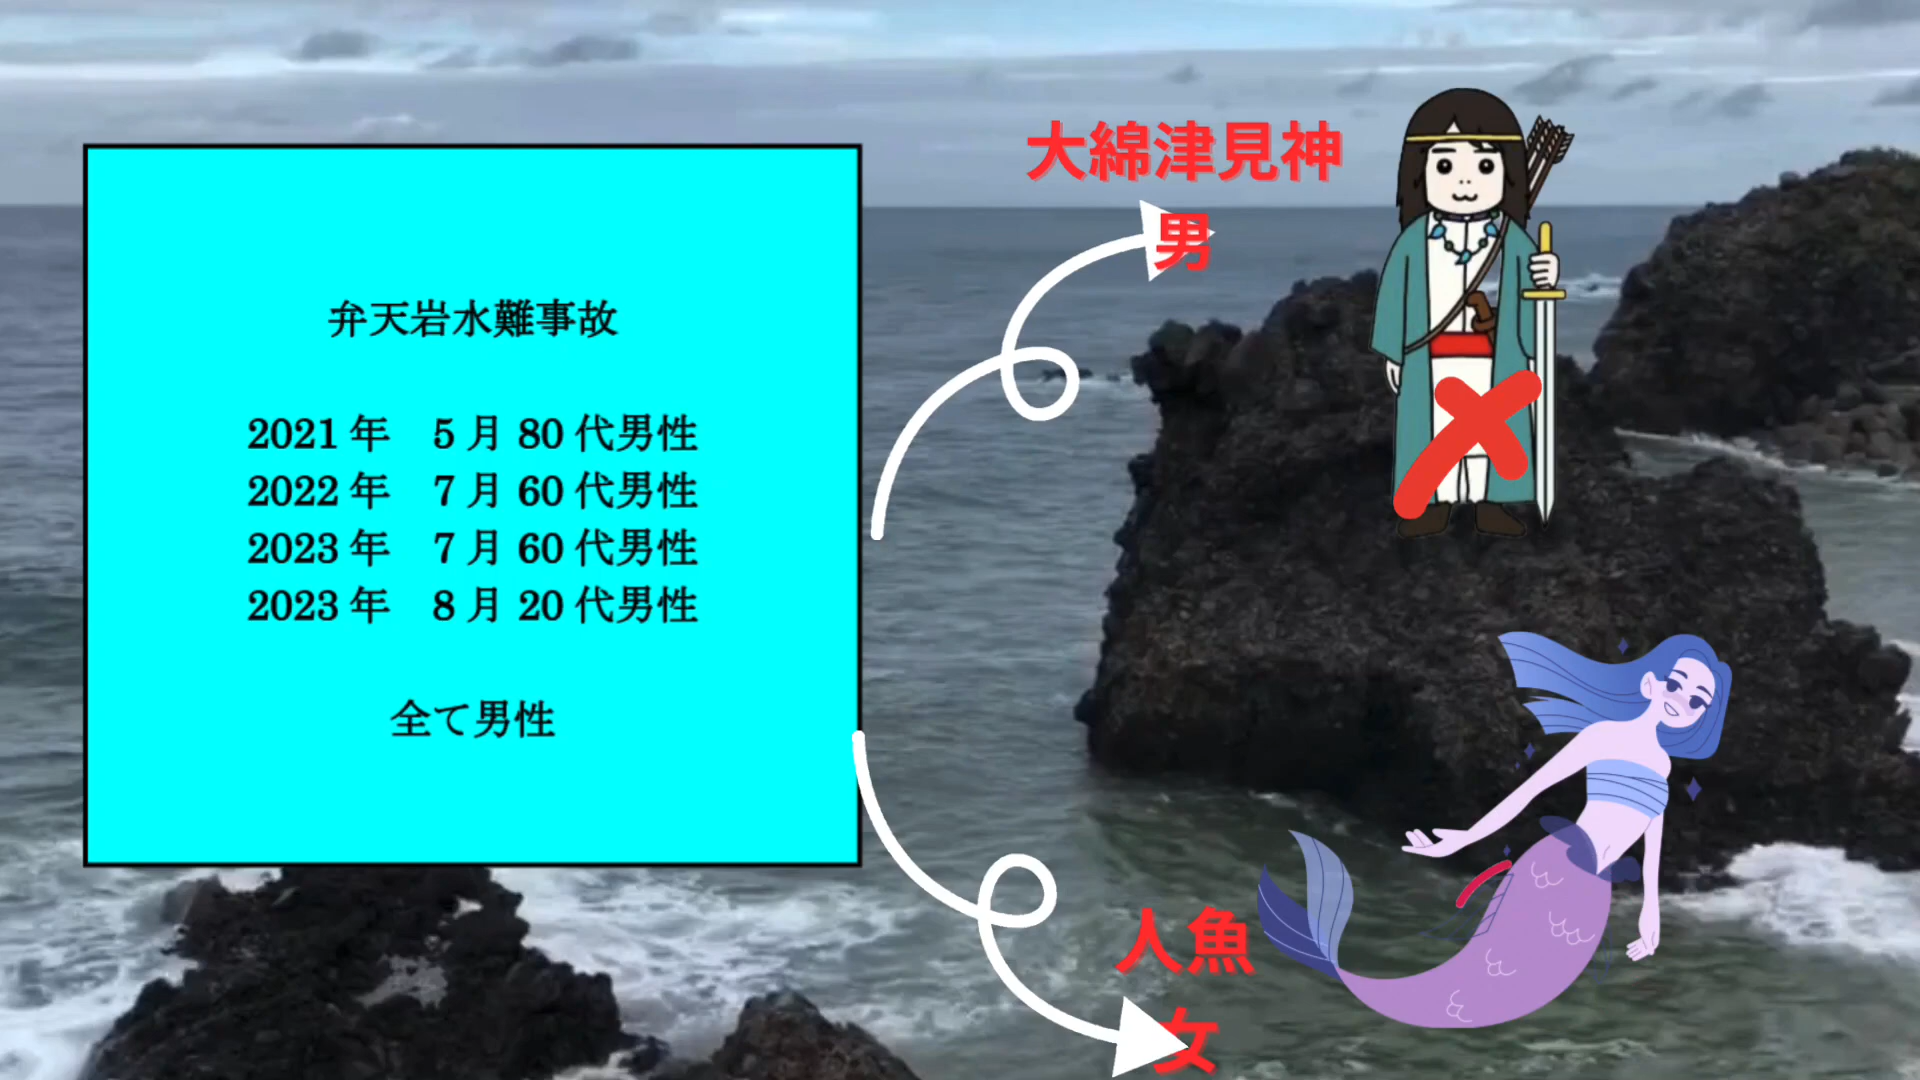 弁天岩水難事故
2021年　5月80代男性
2022年　7月60代男性
2023年　7月60代男性
2023年　8月20代男性
全て男性
大綿津見神
男
人魚
女